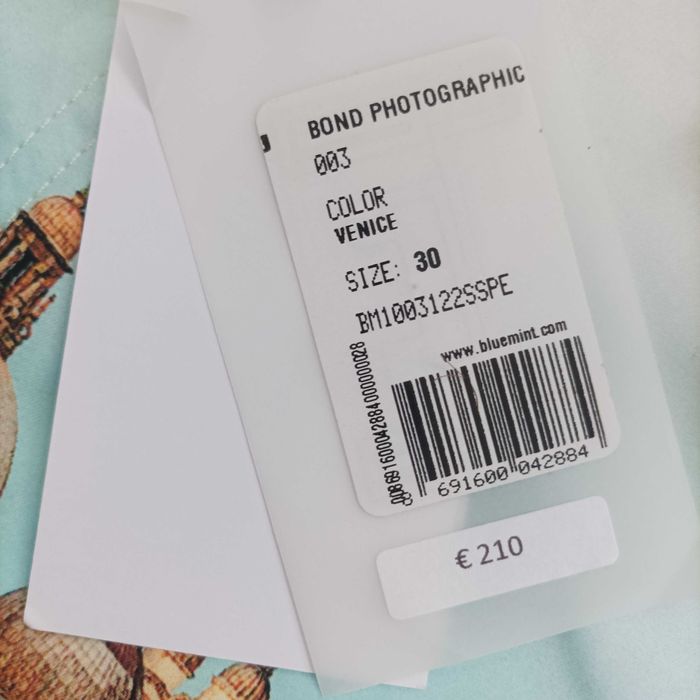 BOND PHOTOGRAPHIC
003
COLOR
VENICE
SIZE: 30
BM1003122SSPE
www.bluemint.com
691600 042884
€ 210